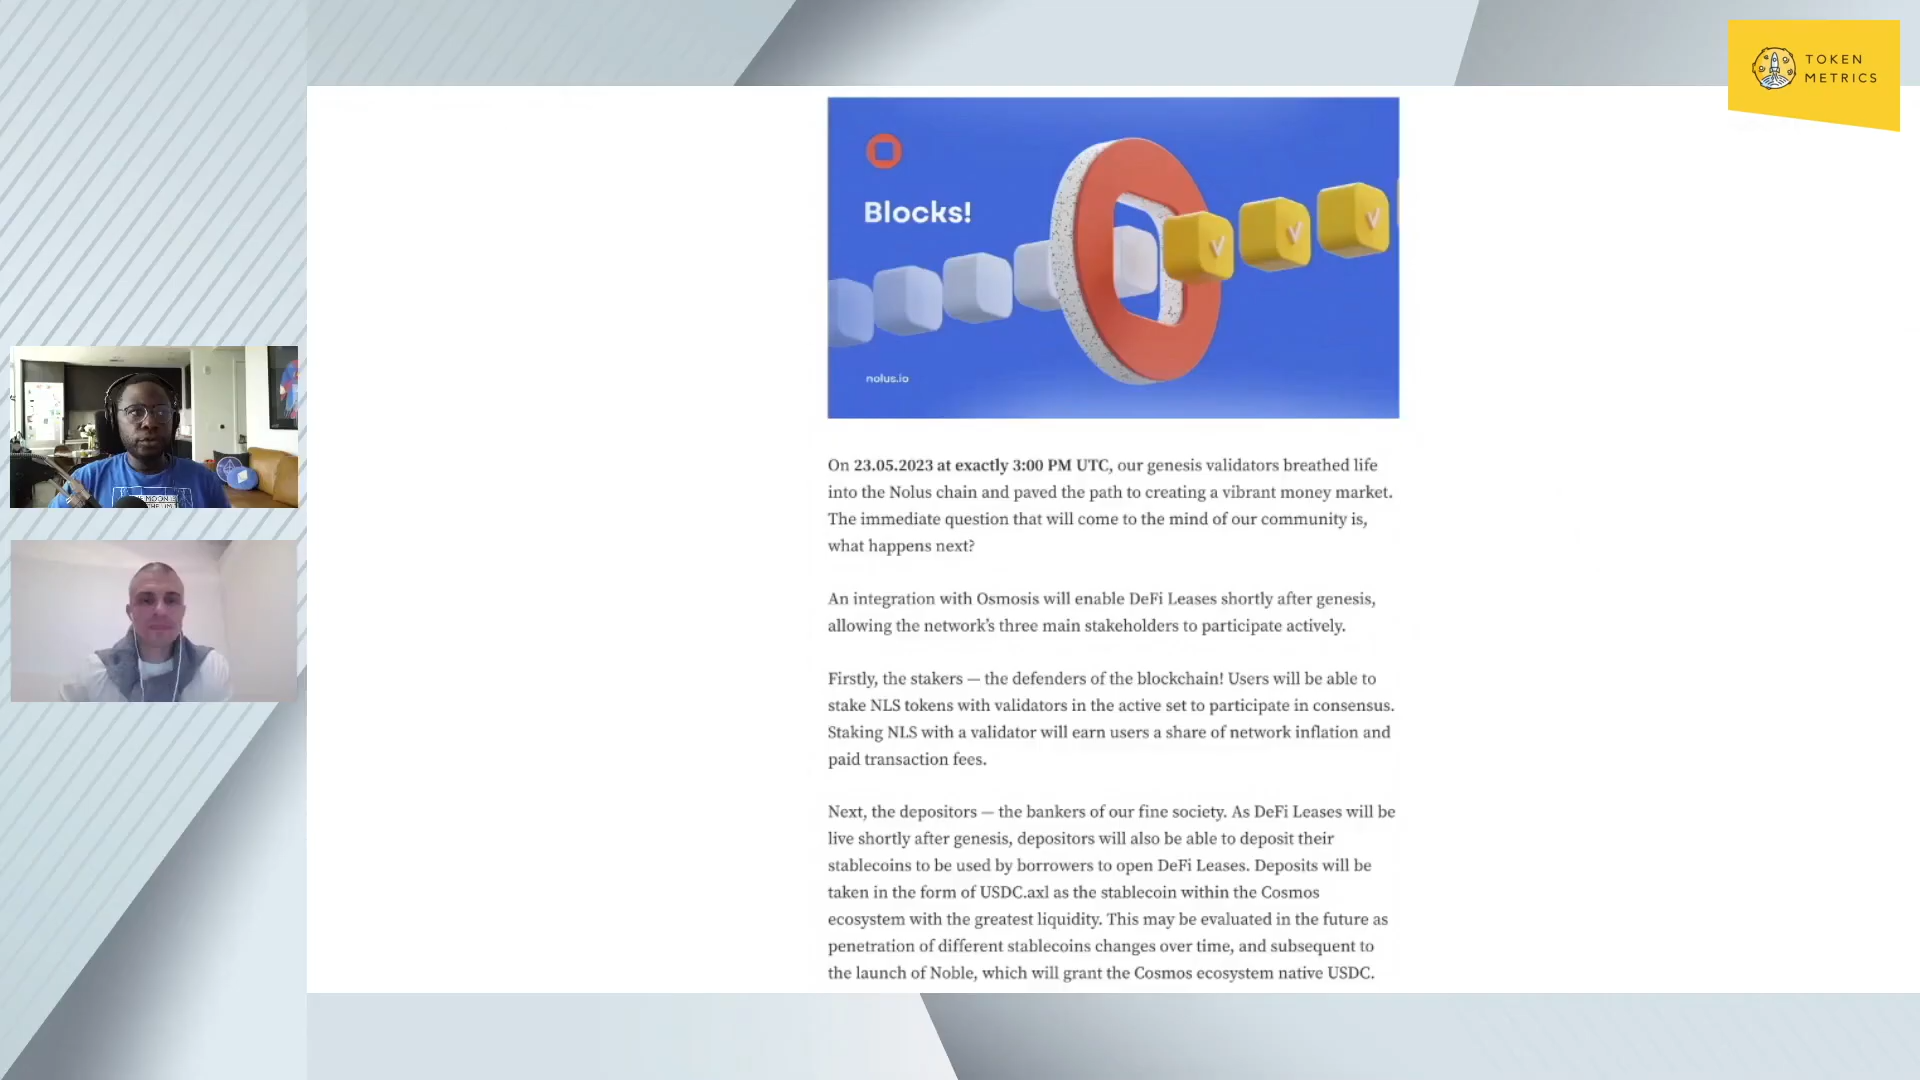 TOKEN
METRICS
Blocks!
nolus.io
On 23.05.2023 at exactly 3:00 PM UTC, our genesis validators breathed life
into the Nolus chain and paved the path to creating a vibrant money market.
The immediate question that will come to the mind of our community is,
what happens next?
An integration with Osmosis will enable DeFi Leases shortly after genesis,
allowing the network’s three main stakeholders to participate actively.
Firstly, the stakers — the defenders of the blockchain! Users will be able to
stake NLS tokens with validators in the active set to participate in consensus.
Staking NLS with a validator will earn users a share of network inflation and
paid transaction fees.
Next, the depositors — the bankers of our fine society. As DeFi Leases will be
live shortly after genesis, depositors will also be able to deposit their
stablecoins to be used by borrowers to open DeFi Leases. Deposits will be
taken in the form of USDC.axl as the stablecoin within the Cosmos
ecosystem with the greatest liquidity. This may be evaluated in the future as
penetration of different stablecoins changes over time, and subsequent to
the launch of Noble, which will grant the Cosmos ecosystem native USDC.